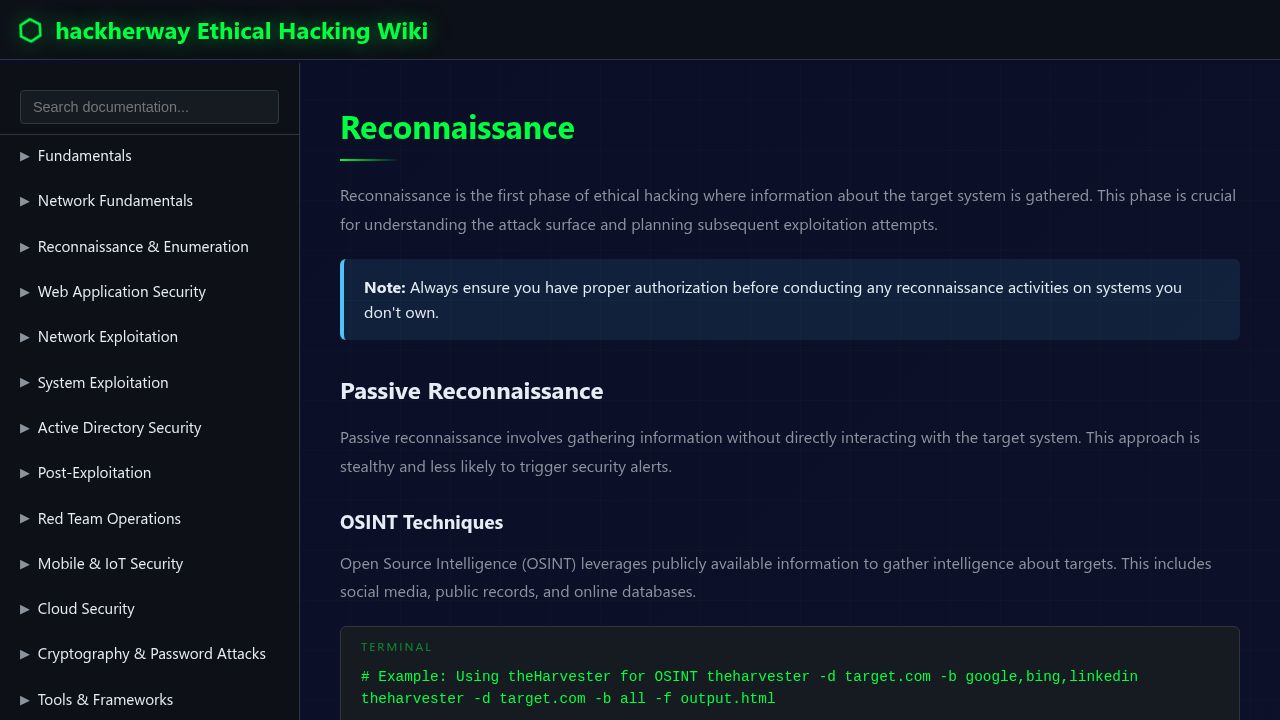 hackherway Ethical Hacking Wiki
Search documentation...
Fundamentals
Network Fundamentals
Reconnaissance & Enumeration
Web Application Security
Network Exploitation
System Exploitation
Active Directory Security
Post-Exploitation
Red Team Operations
Mobile & IoT Security
Cloud Security
Cryptography & Password Attacks
Tools & Frameworks
Reconnaissance
Reconnaissance is the first phase of ethical hacking where information about the target system is gathered. This phase is crucial
for understanding the attack surface and planning subsequent exploitation attempts.
Note: Always ensure you have proper authorization before conducting any reconnaissance activities on systems you
don't own.
Passive Reconnaissance
Passive reconnaissance involves gathering information without directly interacting with the target system. This approach is
stealthy and less likely to trigger security alerts.
OSINT Techniques
Open Source Intelligence (OSINT) leverages publicly available information to gather intelligence about targets. This includes
social media, public records, and online databases.
TERMINAL
# Example: Using theHarvester for OSINT theharvester -d target.com -b google,bing,linkedin
theharvester -d target.com -b all -f output.html